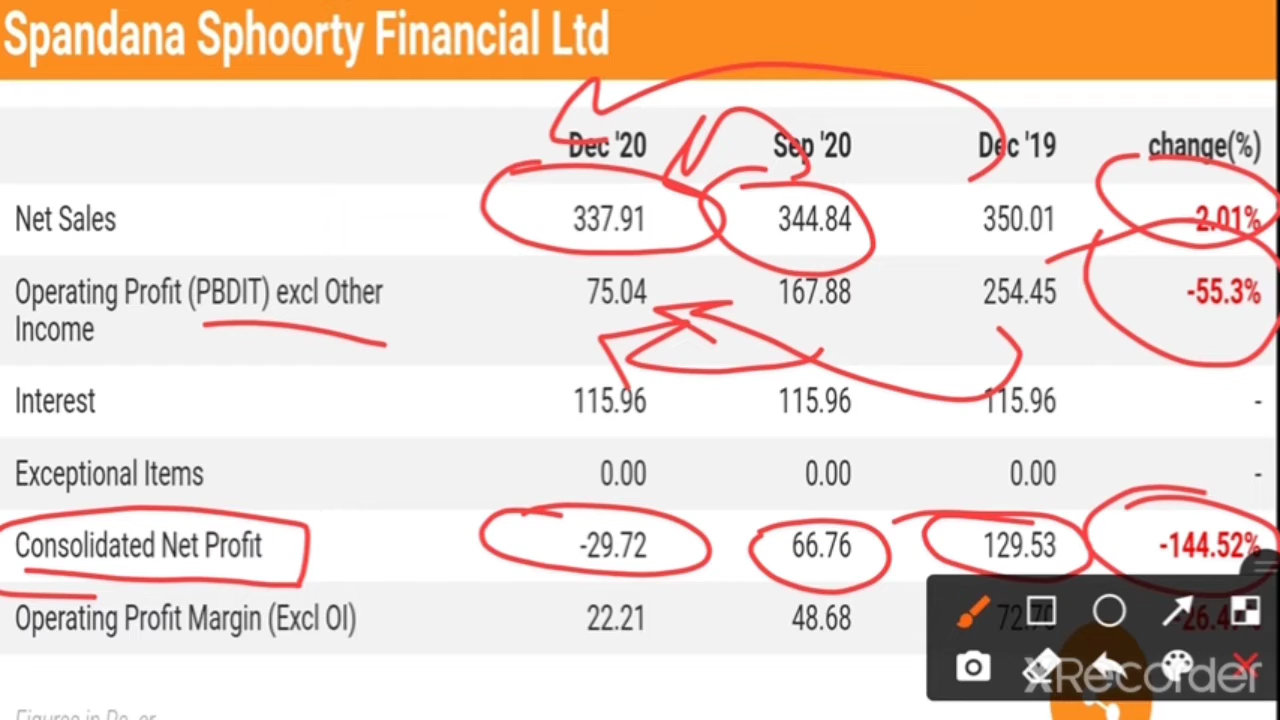 Spandana Sphoorty Financial Ltd
Dec '20 Sep '20 Dec '19 change(%)
Net Sales 337.91 344.84 350.01 2.01%
Operating Profit (PBDIT) excl Other 75.04 167.88 254.45 -55.3%
Income
Interest 115.96 115.96 115.96 -
Exceptional Items 0.00 0.00 0.00 -
Consolidated Net Profit -29.72 66.76 129.53 -144.52%
Operating Profit Margin (Excl OI) 22.21 48.68
XRecorder